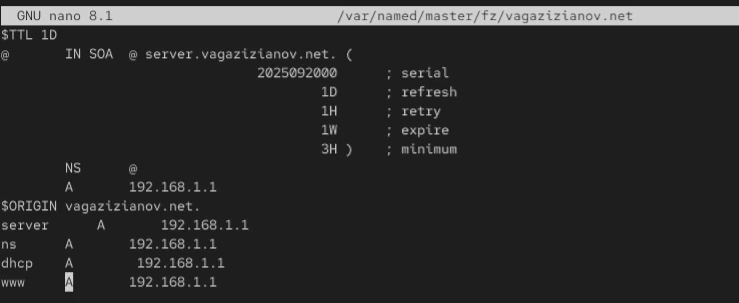 GNU nano 8.1 /var/named/master/fz/vagazizianov.net
$TTL 1D
@ IN SOA @ server.vagazizianov.net. (
2025092000 ; serial
1D ; refresh
1H ; retry
1W ; expire
3H ) ; minimum
NS @
A 192.168.1.1
$ORIGIN vagazizianov.net.
server A 192.168.1.1
ns A 192.168.1.1
dhcp A 192.168.1.1
www A 192.168.1.1